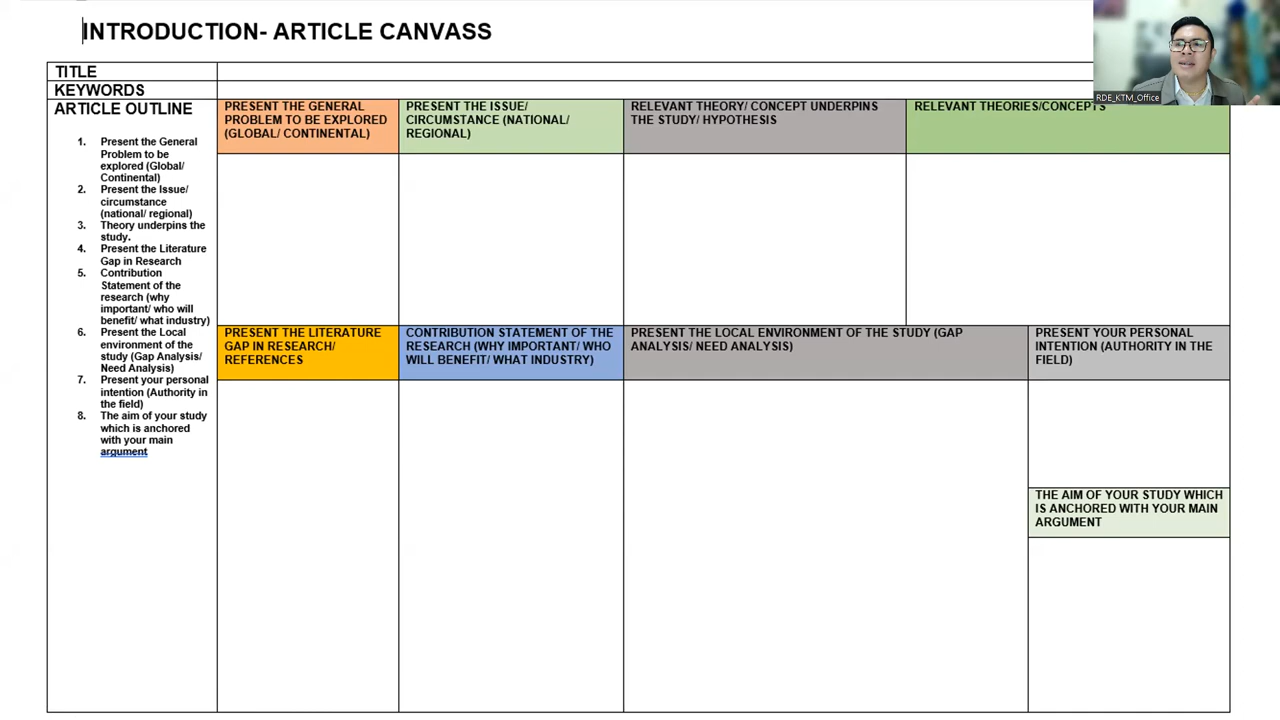 INTRODUCTION- ARTICLE CANVASS
RDE_KTM_Office
TITLE
KEYWORDS
ARTICLE OUTLINE
1. Present the General
Problem to be
explored (Global/
Continental)
2. Present the Issue/
circumstance
(national/ regional)
3. Theory underpins the
study.
4. Present the Literature
Gap in Research
5. Contribution
Statement of the
research (why
important/ who will
benefit/ what industry)
6. Present the Local
environment of the
study (Gap Analysis/
Need Analysis)
7. Present your personal
intention (Authority in
the field)
8. The aim of your study
which is anchored
with your main
argument
PRESENT THE GENERAL
PROBLEM TO BE EXPLORED
(GLOBAL/ CONTINENTAL)
PRESENT THE ISSUE/
CIRCUMSTANCE (NATIONAL/
REGIONAL)
RELEVANT THEORY/ CONCEPT UNDERPINS
THE STUDY/ HYPOTHESIS
RELEVANT THEORIES/CONCEPTS
PRESENT THE LITERATURE
GAP IN RESEARCH/
REFERENCES
CONTRIBUTION STATEMENT OF THE
RESEARCH (WHY IMPORTANT/ WHO
WILL BENEFIT/ WHAT INDUSTRY)
PRESENT THE LOCAL ENVIRONMENT OF THE STUDY (GAP
ANALYSIS/ NEED ANALYSIS)
PRESENT YOUR PERSONAL
INTENTION (AUTHORITY IN THE
FIELD)
THE AIM OF YOUR STUDY WHICH
IS ANCHORED WITH YOUR MAIN
ARGUMENT